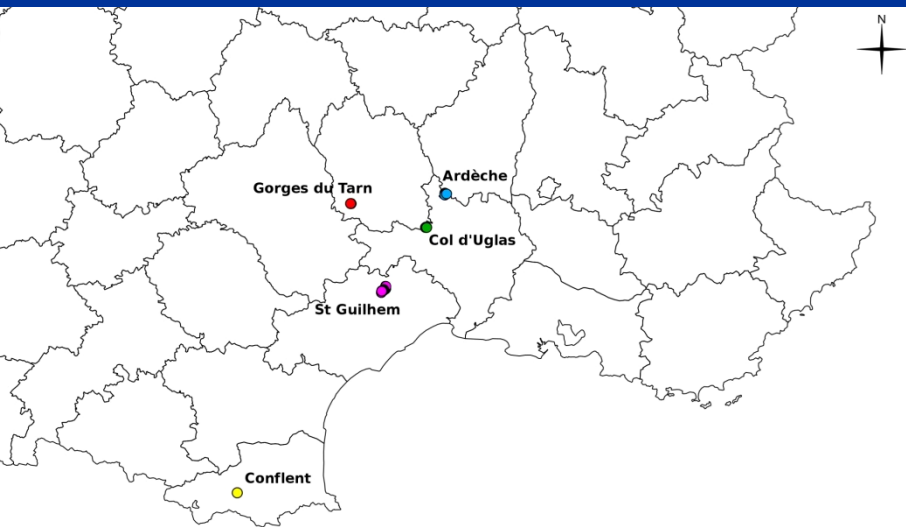 N
Ardèche
Gorges du Tarn
Col d'Uglas
St Guilhem
Conflent